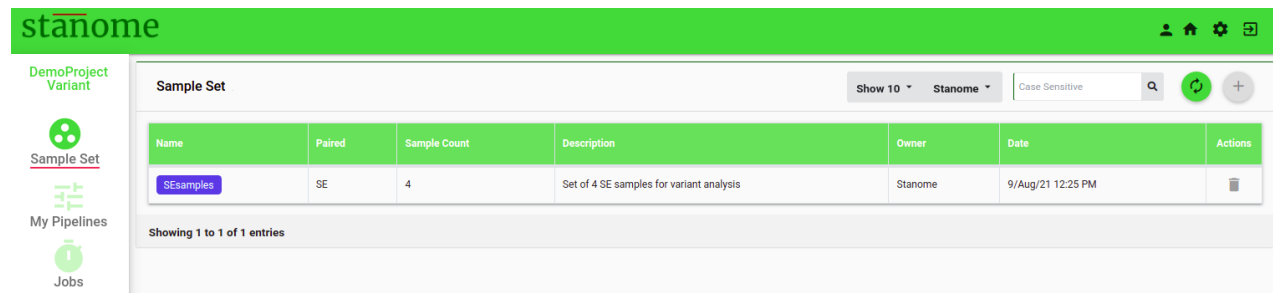 stanome
DemoProject
Variant
Sample Set
My Pipelines
Jobs
Sample Set
Show 10 Stanome Case Sensitive
Name Paired Sample Count Description Owner Date Actions
SEsamples SE 4 Set of 4 SE samples for variant analysis Stanome 9/Aug/21 12:25 PM
Showing 1 to 1 of 1 entries